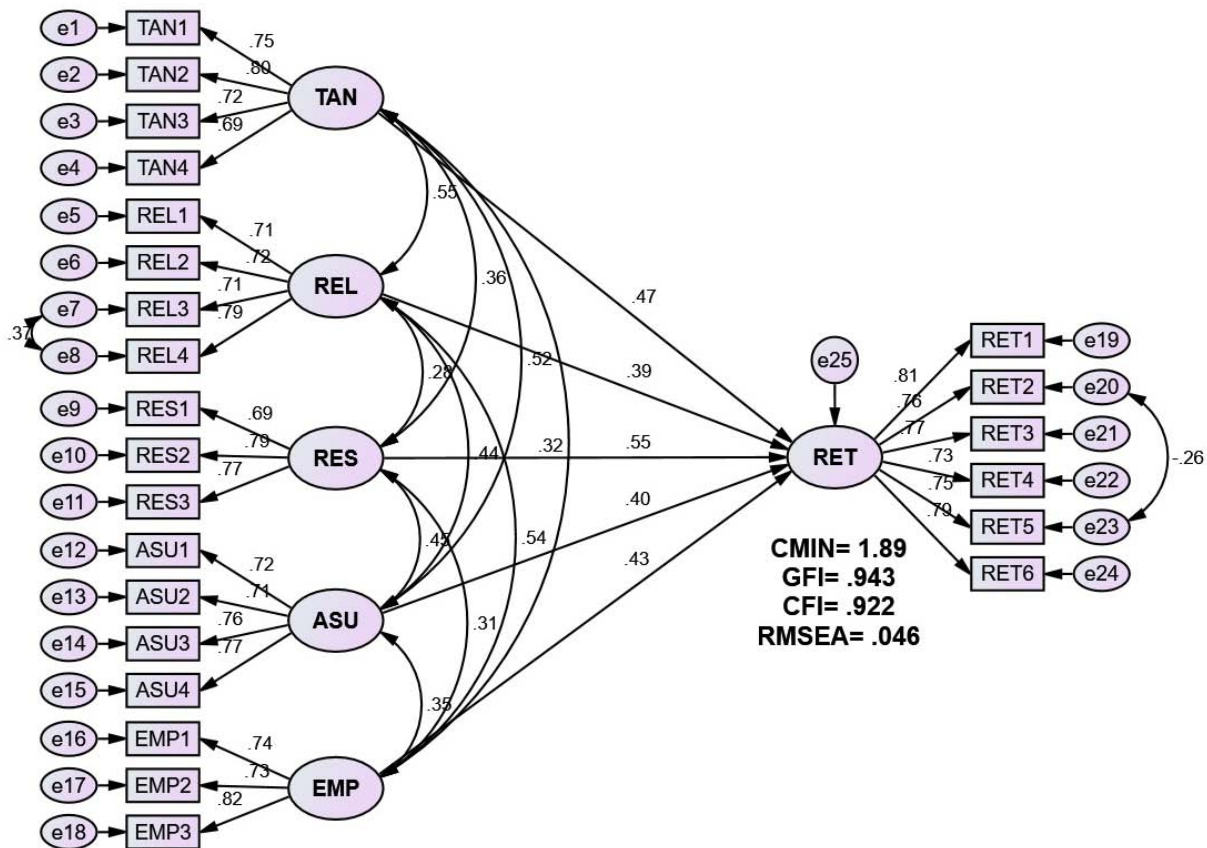 e1 TAN1
.75
e2 TAN2
.80
TAN
e3 TAN3
.72
.69
e4 TAN4
.55
e5 REL1
.71
e6 REL2
.72
.36
REL
e7 REL3
.71
.47
.79
.37
e8 REL4
.28
.52
.39
e25
RET1 e19
.81
RET2 e20
.76
e9 RES1
.69
RET3 e21
.77
e10 RES2
.79
RES
.44
.32
.55
RET
.73
-.26
e11 RES3
.77
RET4 e22
.75
.40
RET5 e23
.79
e12 ASU1
.72
.45
.54
.43
CMIN= 1.89
RET6 e24
e13 ASU2
.71
GFI= .943
e14 ASU3
.76
ASU
.31
CFI= .922
.77
RMSEA= .046
e15 ASU4
.35
e16 EMP1
.74
e17 EMP2
.73
EMP
.82
e18 EMP3